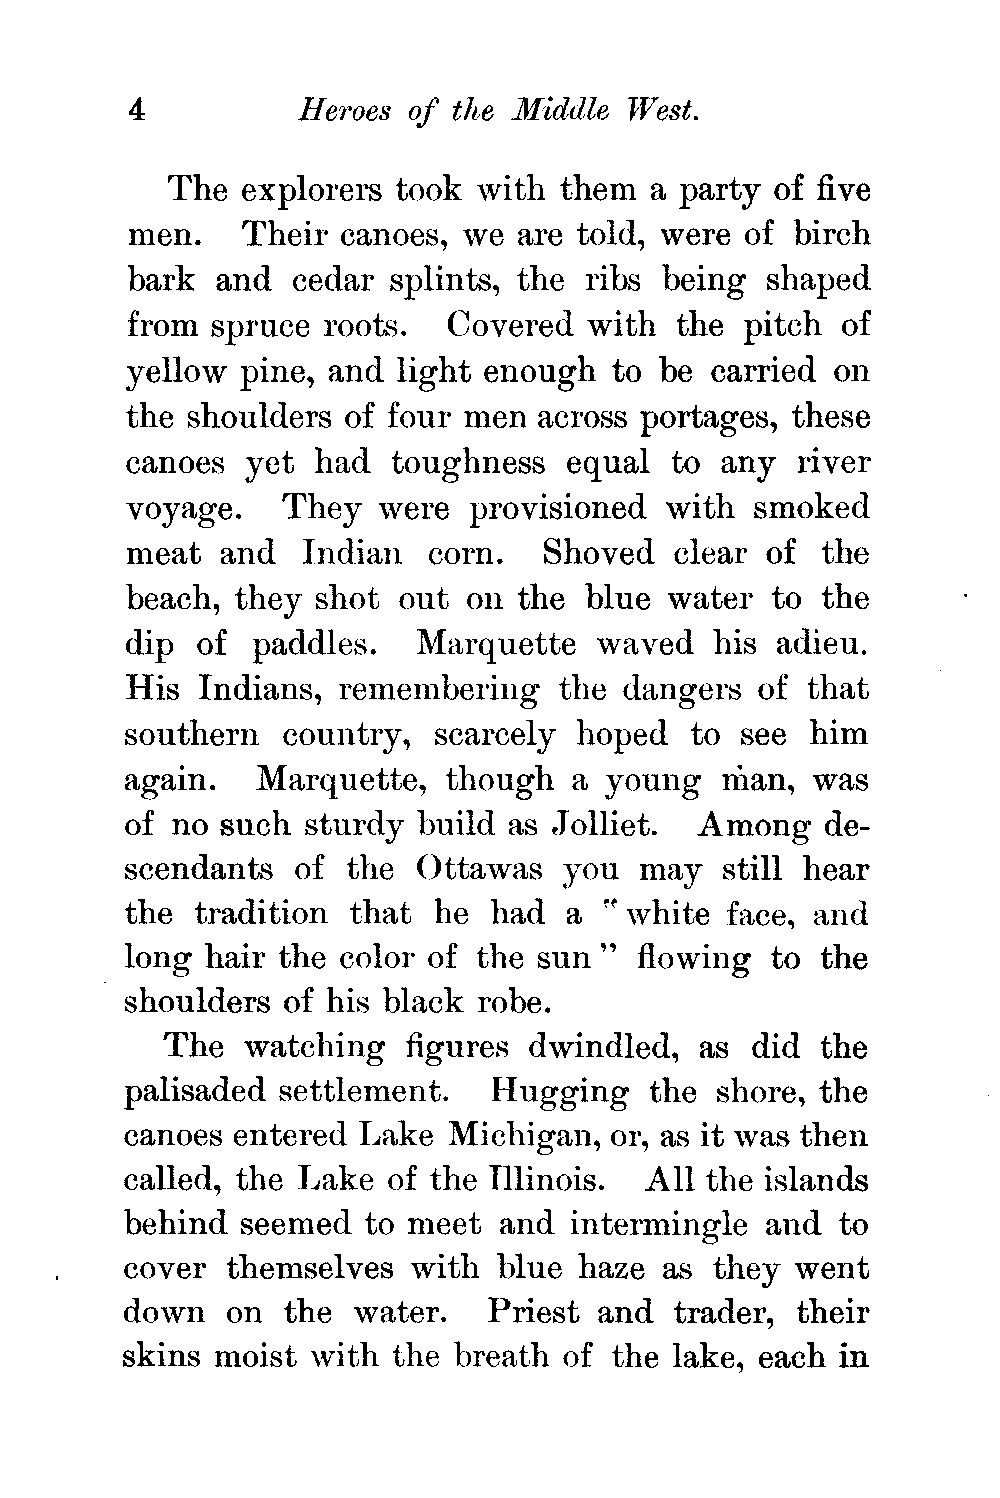 4 Heroes of the Middle West.
The explorers took with them a party of five
men. Their canoes, we are told, were of birch
bark and cedar splints, the ribs being shaped
from spruce roots. Covered with the pitch of
yellow pine, and light enough to be carried on
the shoulders of four men across portages, these
canoes yet had toughness equal to any river
voyage. They were provisioned with smoked
meat and Indian corn. Shoved clear of the
beach, they shot out on the blue water to the
dip of paddles. Marquette waved his adieu.
His Indians, remembering the dangers of that
southern country, scarcely hoped to see him
again. Marquette, though a young man, was
of no such sturdy build as Jolliet. Among de-
scendants of the Ottawas you may still hear
the tradition that he had a "white face, and
long hair the color of the sun" flowing to the
shoulders of his black robe.
The watching figures dwindled, as did the
palisaded settlement. Hugging the shore, the
canoes entered Lake Michigan, or, as it was then
called, the Lake of the Illinois. All the islands
behind seemed to meet and intermingle and to
cover themselves with blue haze as they went
down on the water. Priest and trader, their
skins moist with the breath of the lake, each in